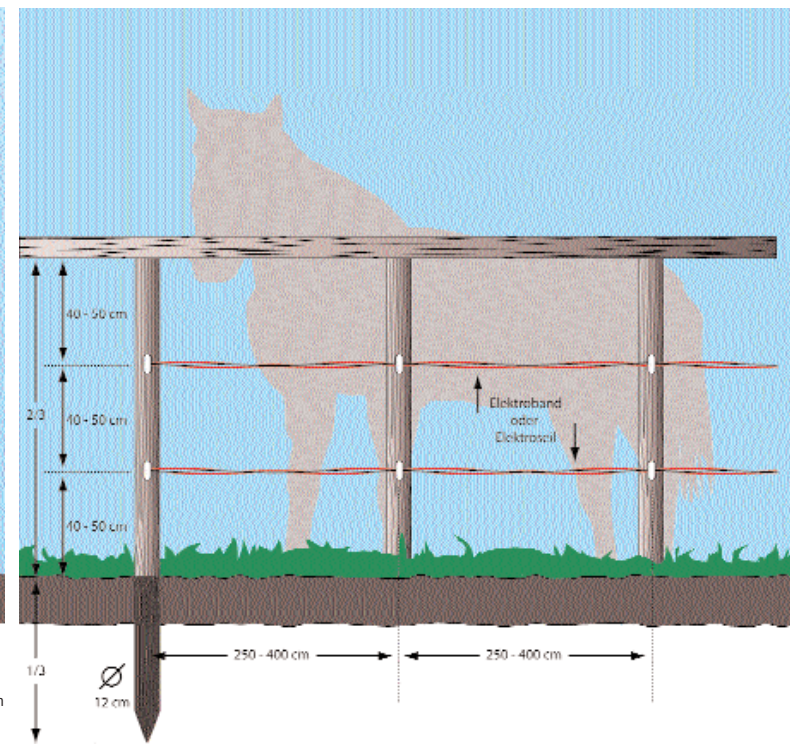 40 - 50 cm
2/3
40 - 50 cm
Elektroband
oder
Elektroseil
40 - 50 cm
250 - 400 cm
250 - 400 cm
1/3
Ø
12 cm